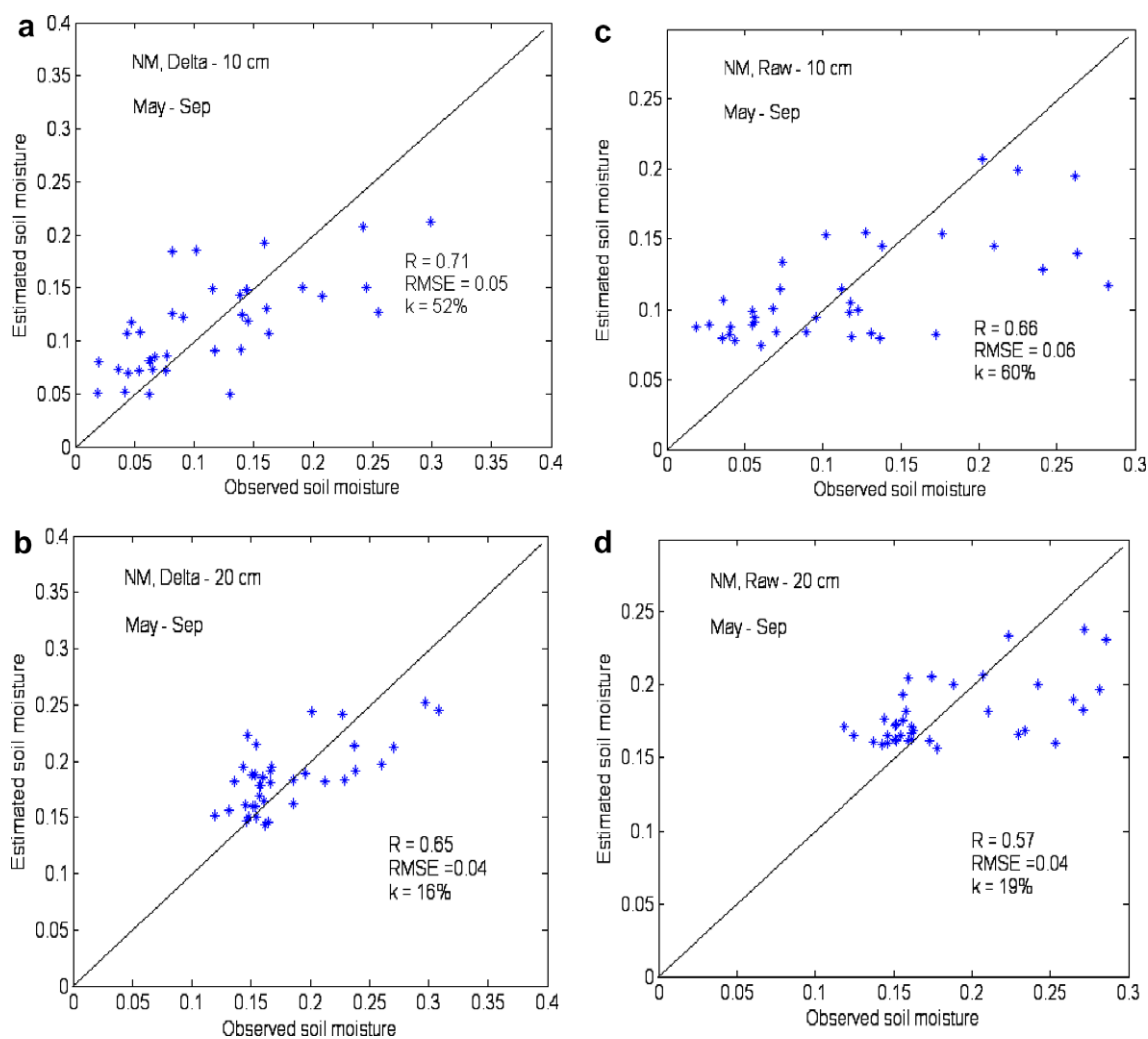 a
NM, Delta - 10 cm
May - Sep
R = 0.71
RMSE = 0.05
k = 52%
Estimated soil moisture
0.4
0.35
0.3
0.25
0.2
0.15
0.1
0.05
0
0 0.05 0.1 0.15 0.2 0.25 0.3 0.35 0.4
Observed soil moisture
c
NM, Raw - 10 cm
May - Sep
R = 0.66
RMSE = 0.06
k = 60%
Estimated soil moisture
0.25
0.2
0.15
0.1
0.05
0
0 0.05 0.1 0.15 0.2 0.25 0.3
Observed soil moisture
b
NM, Delta - 20 cm
May - Sep
R = 0.65
RMSE =0.04
k = 16%
Estimated soil moisture
0.4
0.35
0.3
0.25
0.2
0.15
0.1
0.05
0
0 0.05 0.1 0.15 0.2 0.25 0.3 0.35 0.4
Observed soil moisture
d
NM, Raw - 20 cm
May - Sep
R = 0.57
RMSE =0.04
k = 19%
Estimated soil moisture
0.25
0.2
0.15
0.1
0.05
0
0 0.05 0.1 0.15 0.2 0.25 0.3
Observed soil moisture